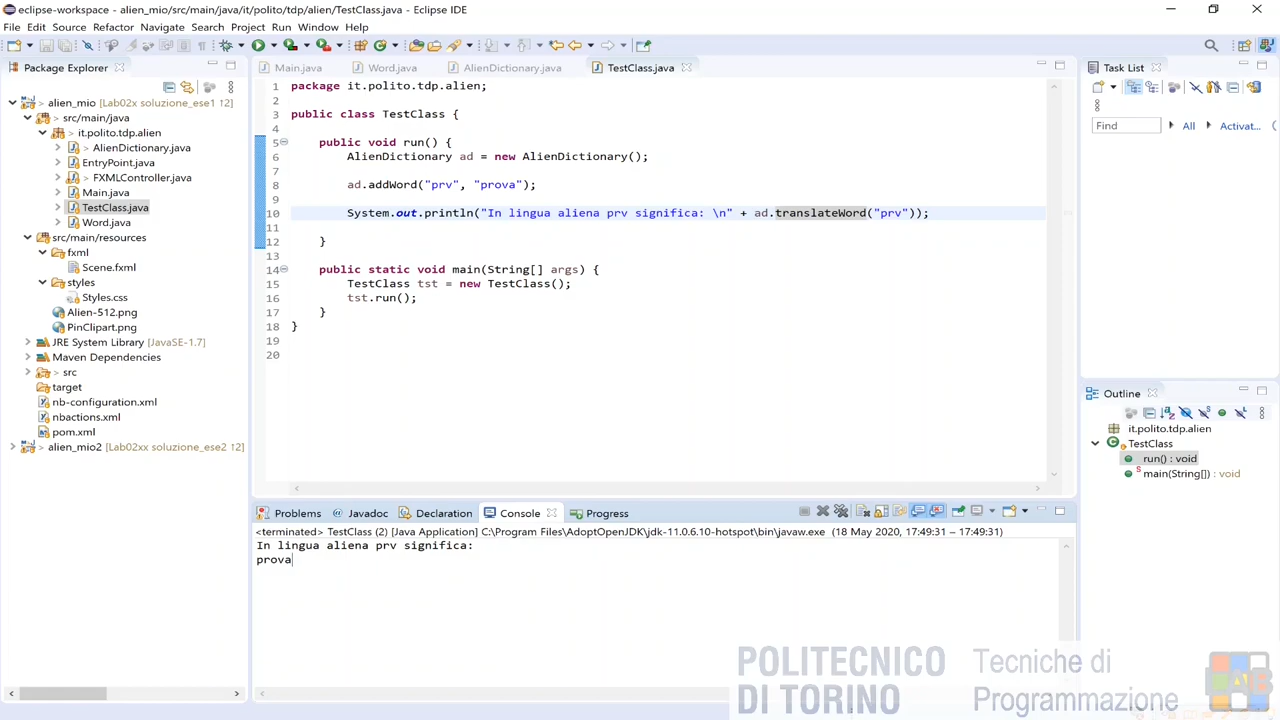 eclipse-workspace - alien_mio/src/main/java/it/polito/tdp/alien/TestClass.java - Eclipse IDE
File Edit Source Refactor Navigate Search Project Run Window Help
Package Explorer
alien_mio [Lab02x soluzione_ese1 12]
src/main/java
it.polito.tdp.alien
AlienDictionary.java
EntryPoint.java
FXMLController.java
Main.java
TestClass.java
Word.java
src/main/resources
fxml
Scene.fxml
styles
Styles.css
Alien-512.png
PinClipart.png
JRE System Library [JavaSE-1.7]
Maven Dependencies
src
target
nb-configuration.xml
nbactions.xml
pom.xml
alien_mio2 [Lab02xx soluzione_ese2 12]
Main.java Word.java AlienDictionary.java TestClass.java
1 package it.polito.tdp.alien;
2
3 public class TestClass {
4
5 public void run() {
6 AlienDictionary ad = new AlienDictionary();
7
8 ad.addWord("prv", "prova");
9
10 System.out.println("In lingua aliena prv significa: \n" + ad.translateWord("prv"));
11
12 }
13
14 public static void main(String[] args) {
15 TestClass tst = new TestClass();
16 tst.run();
17 }
18 }
19
20
Task List
Find All Activat...
Outline
it.polito.tdp.alien
TestClass
run() : void
main(String[]) : void
Problems Javadoc Declaration Console Progress
<terminated> TestClass (2) [Java Application] C:\Program Files\AdoptOpenJDK\jdk-11.0.6.10-hotspot\bin\javaw.exe (18 May 2020, 17:49:31 – 17:49:31)
In lingua aliena prv significa:
prova
POLITECNICO
DI TORINO
Tecniche di
Programmazione